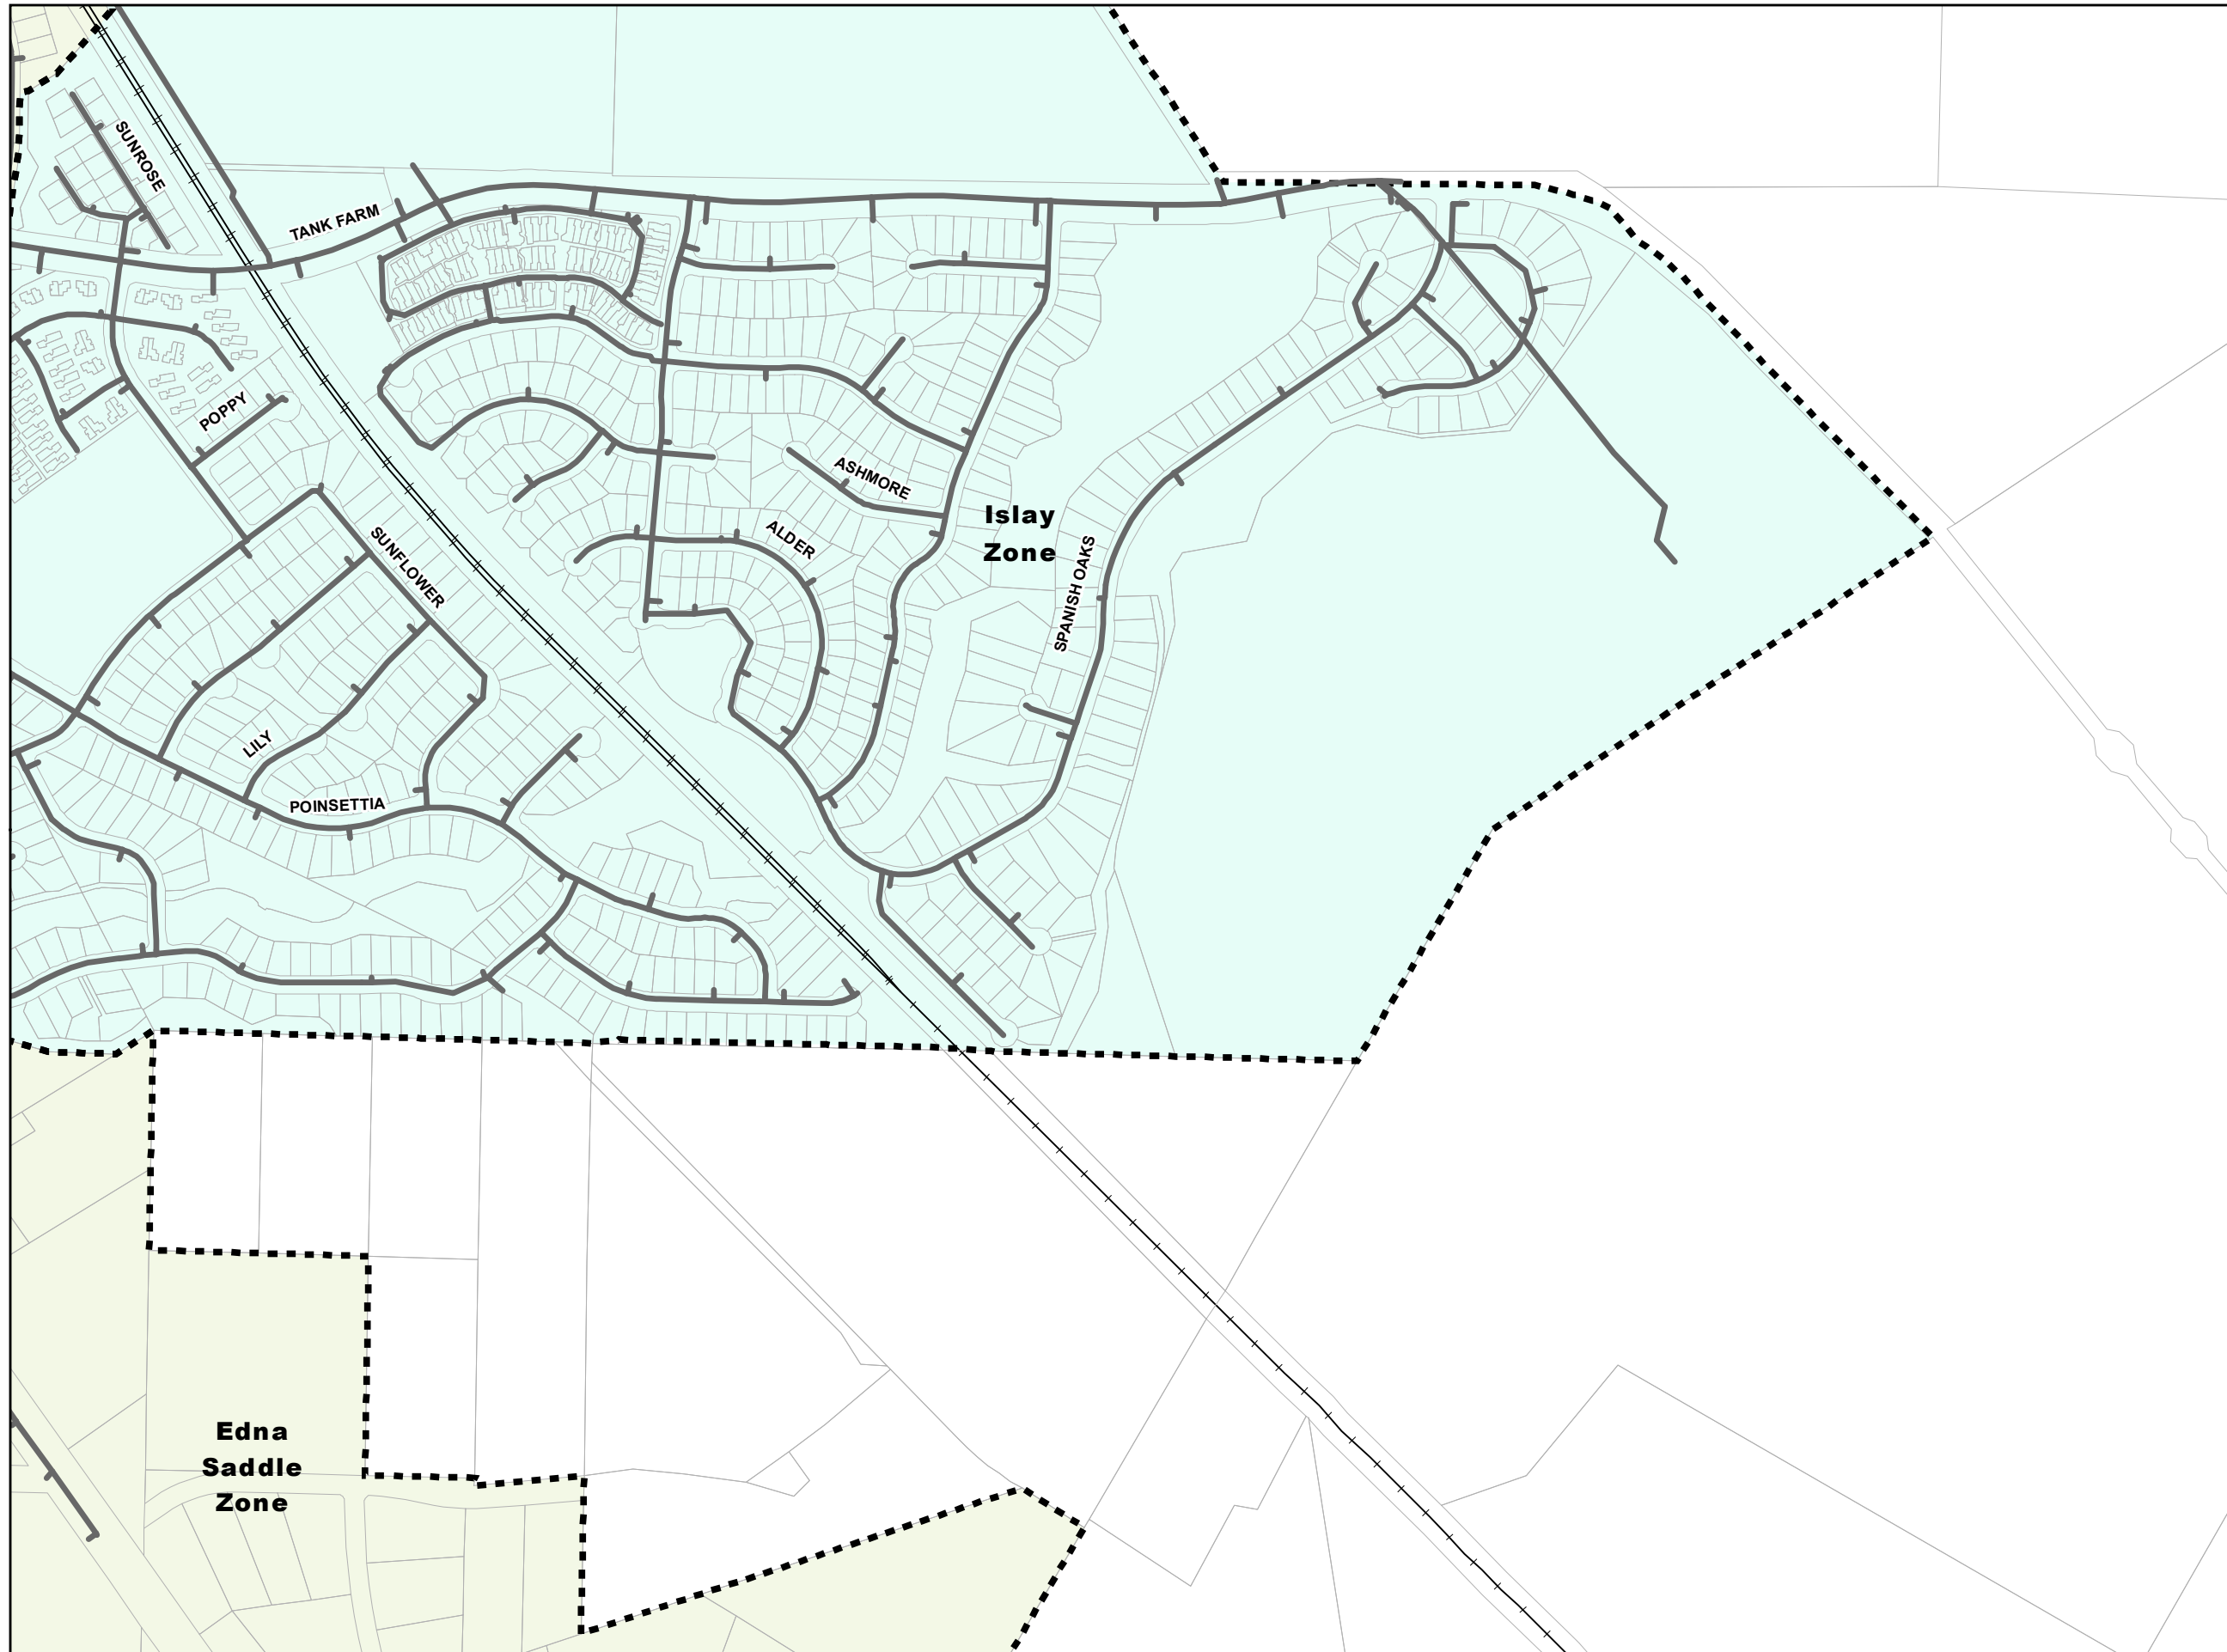 SUNROSE
TANK FARM
POPPY
ASHMORE
Islay
Zone
ALDER
SUNFLOWER
SPANISH OAKS
LILY
POINSETTIA
Edna
Saddle
Zone